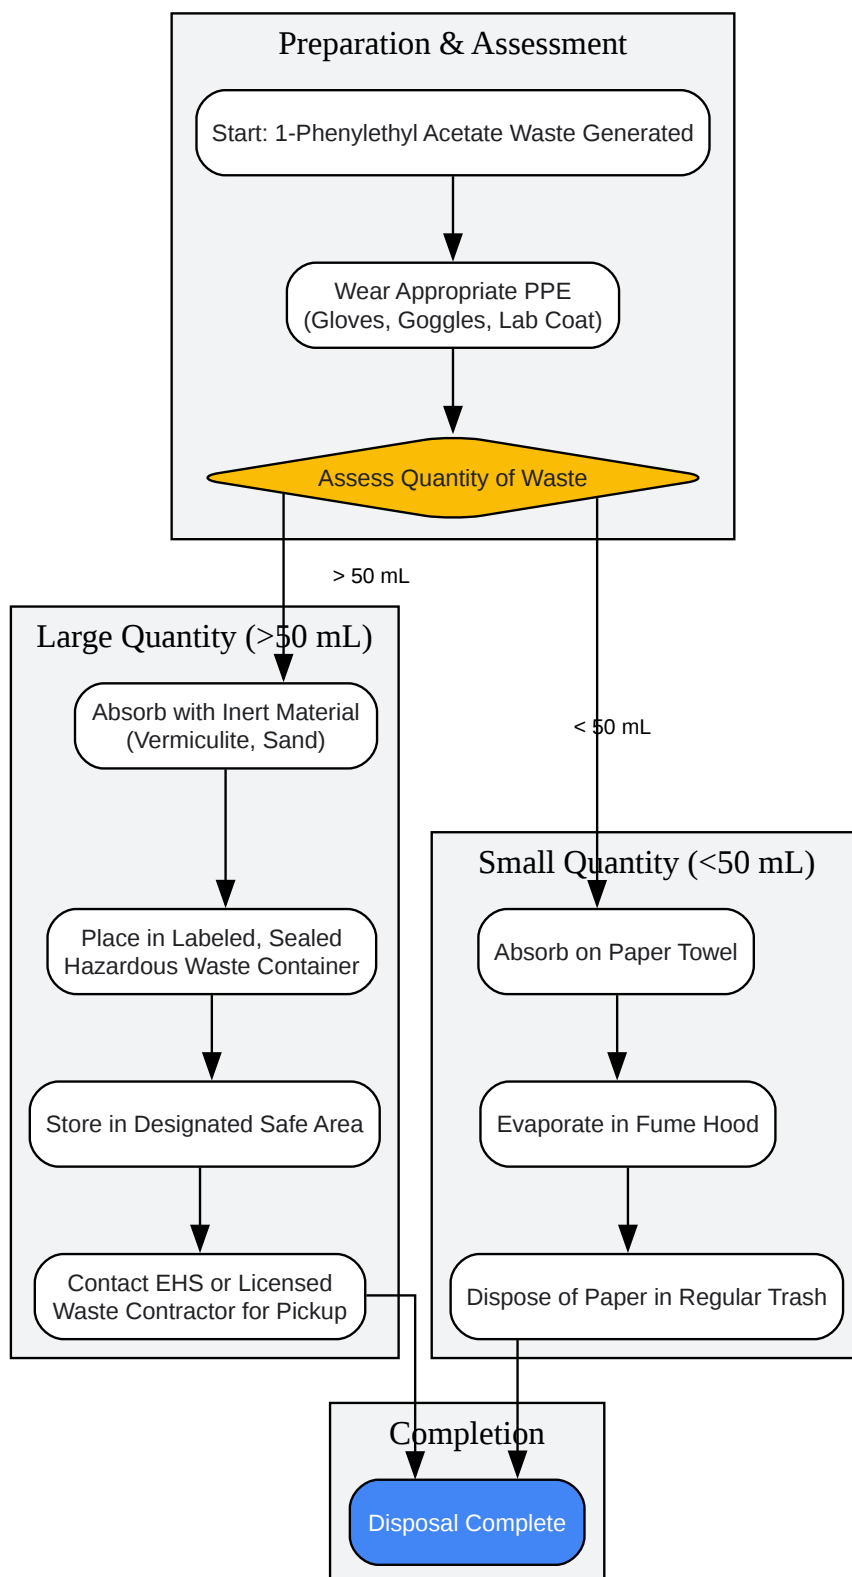 Preparation & Assessment
Start: 1-Phenylethyl Acetate Waste Generated
Wear Appropriate PPE
(Gloves, Goggles, Lab Coat)
Assess Quantity of Waste
> 50 mL
Large Quantity (>50 mL)
Absorb with Inert Material
(Vermiculite, Sand)
Place in Labeled, Sealed
Hazardous Waste Container
Store in Designated Safe Area
Contact EHS or Licensed
Waste Contractor for Pickup
< 50 mL
Small Quantity (<50 mL)
Absorb on Paper Towel
Evaporate in Fume Hood
Dispose of Paper in Regular Trash
Completion
Disposal Complete